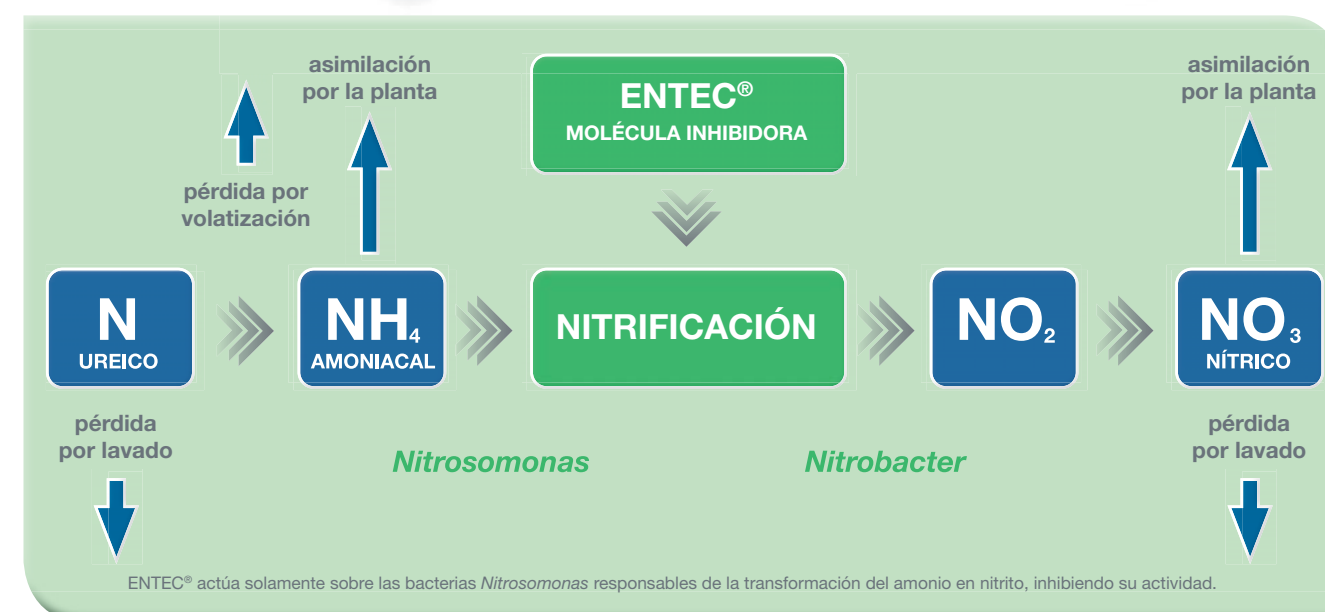 asimilación
por la planta
ENTEC®
MOLÉCULA INHIBIDORA
asimilación
por la planta
pérdida por
volatización
N
UREICO
NH₄
AMONIACAL
NITRIFICACIÓN
NO₂
NO₃
NÍTRICO
pérdida
por lavado
Nitrosomonas
Nitrobacter
pérdida
por lavado
ENTEC® actúa solamente sobre las bacterias Nitrosomonas responsables de la transformación del amonio en nitrito, inhibiendo su actividad.